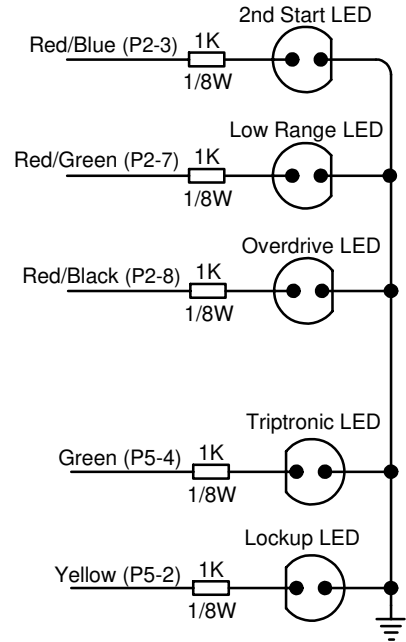 2nd Start LED
Red/Blue (P2-3) 1K
1/8W
Low Range LED
Red/Green (P2-7) 1K
1/8W
Overdrive LED
Red/Black (P2-8) 1K
1/8W
Triptronic LED
Green (P5-4) 1K
1/8W
Lockup LED
Yellow (P5-2) 1K
1/8W